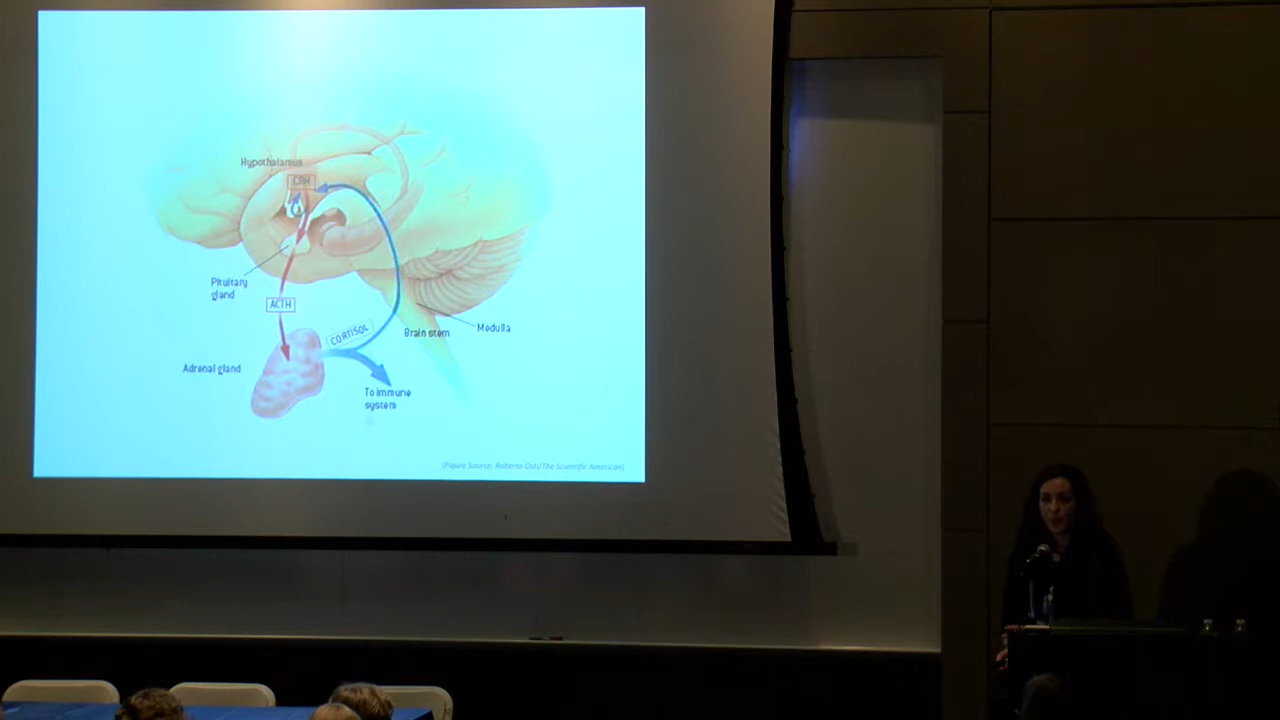 Hypothalamus
CRH
Pituitary
gland
ACTH
CORTISOL
Brain stem
Medulla
Adrenal gland
To immune
system
(Figure Source: Roberto Osti/The Scientific American)